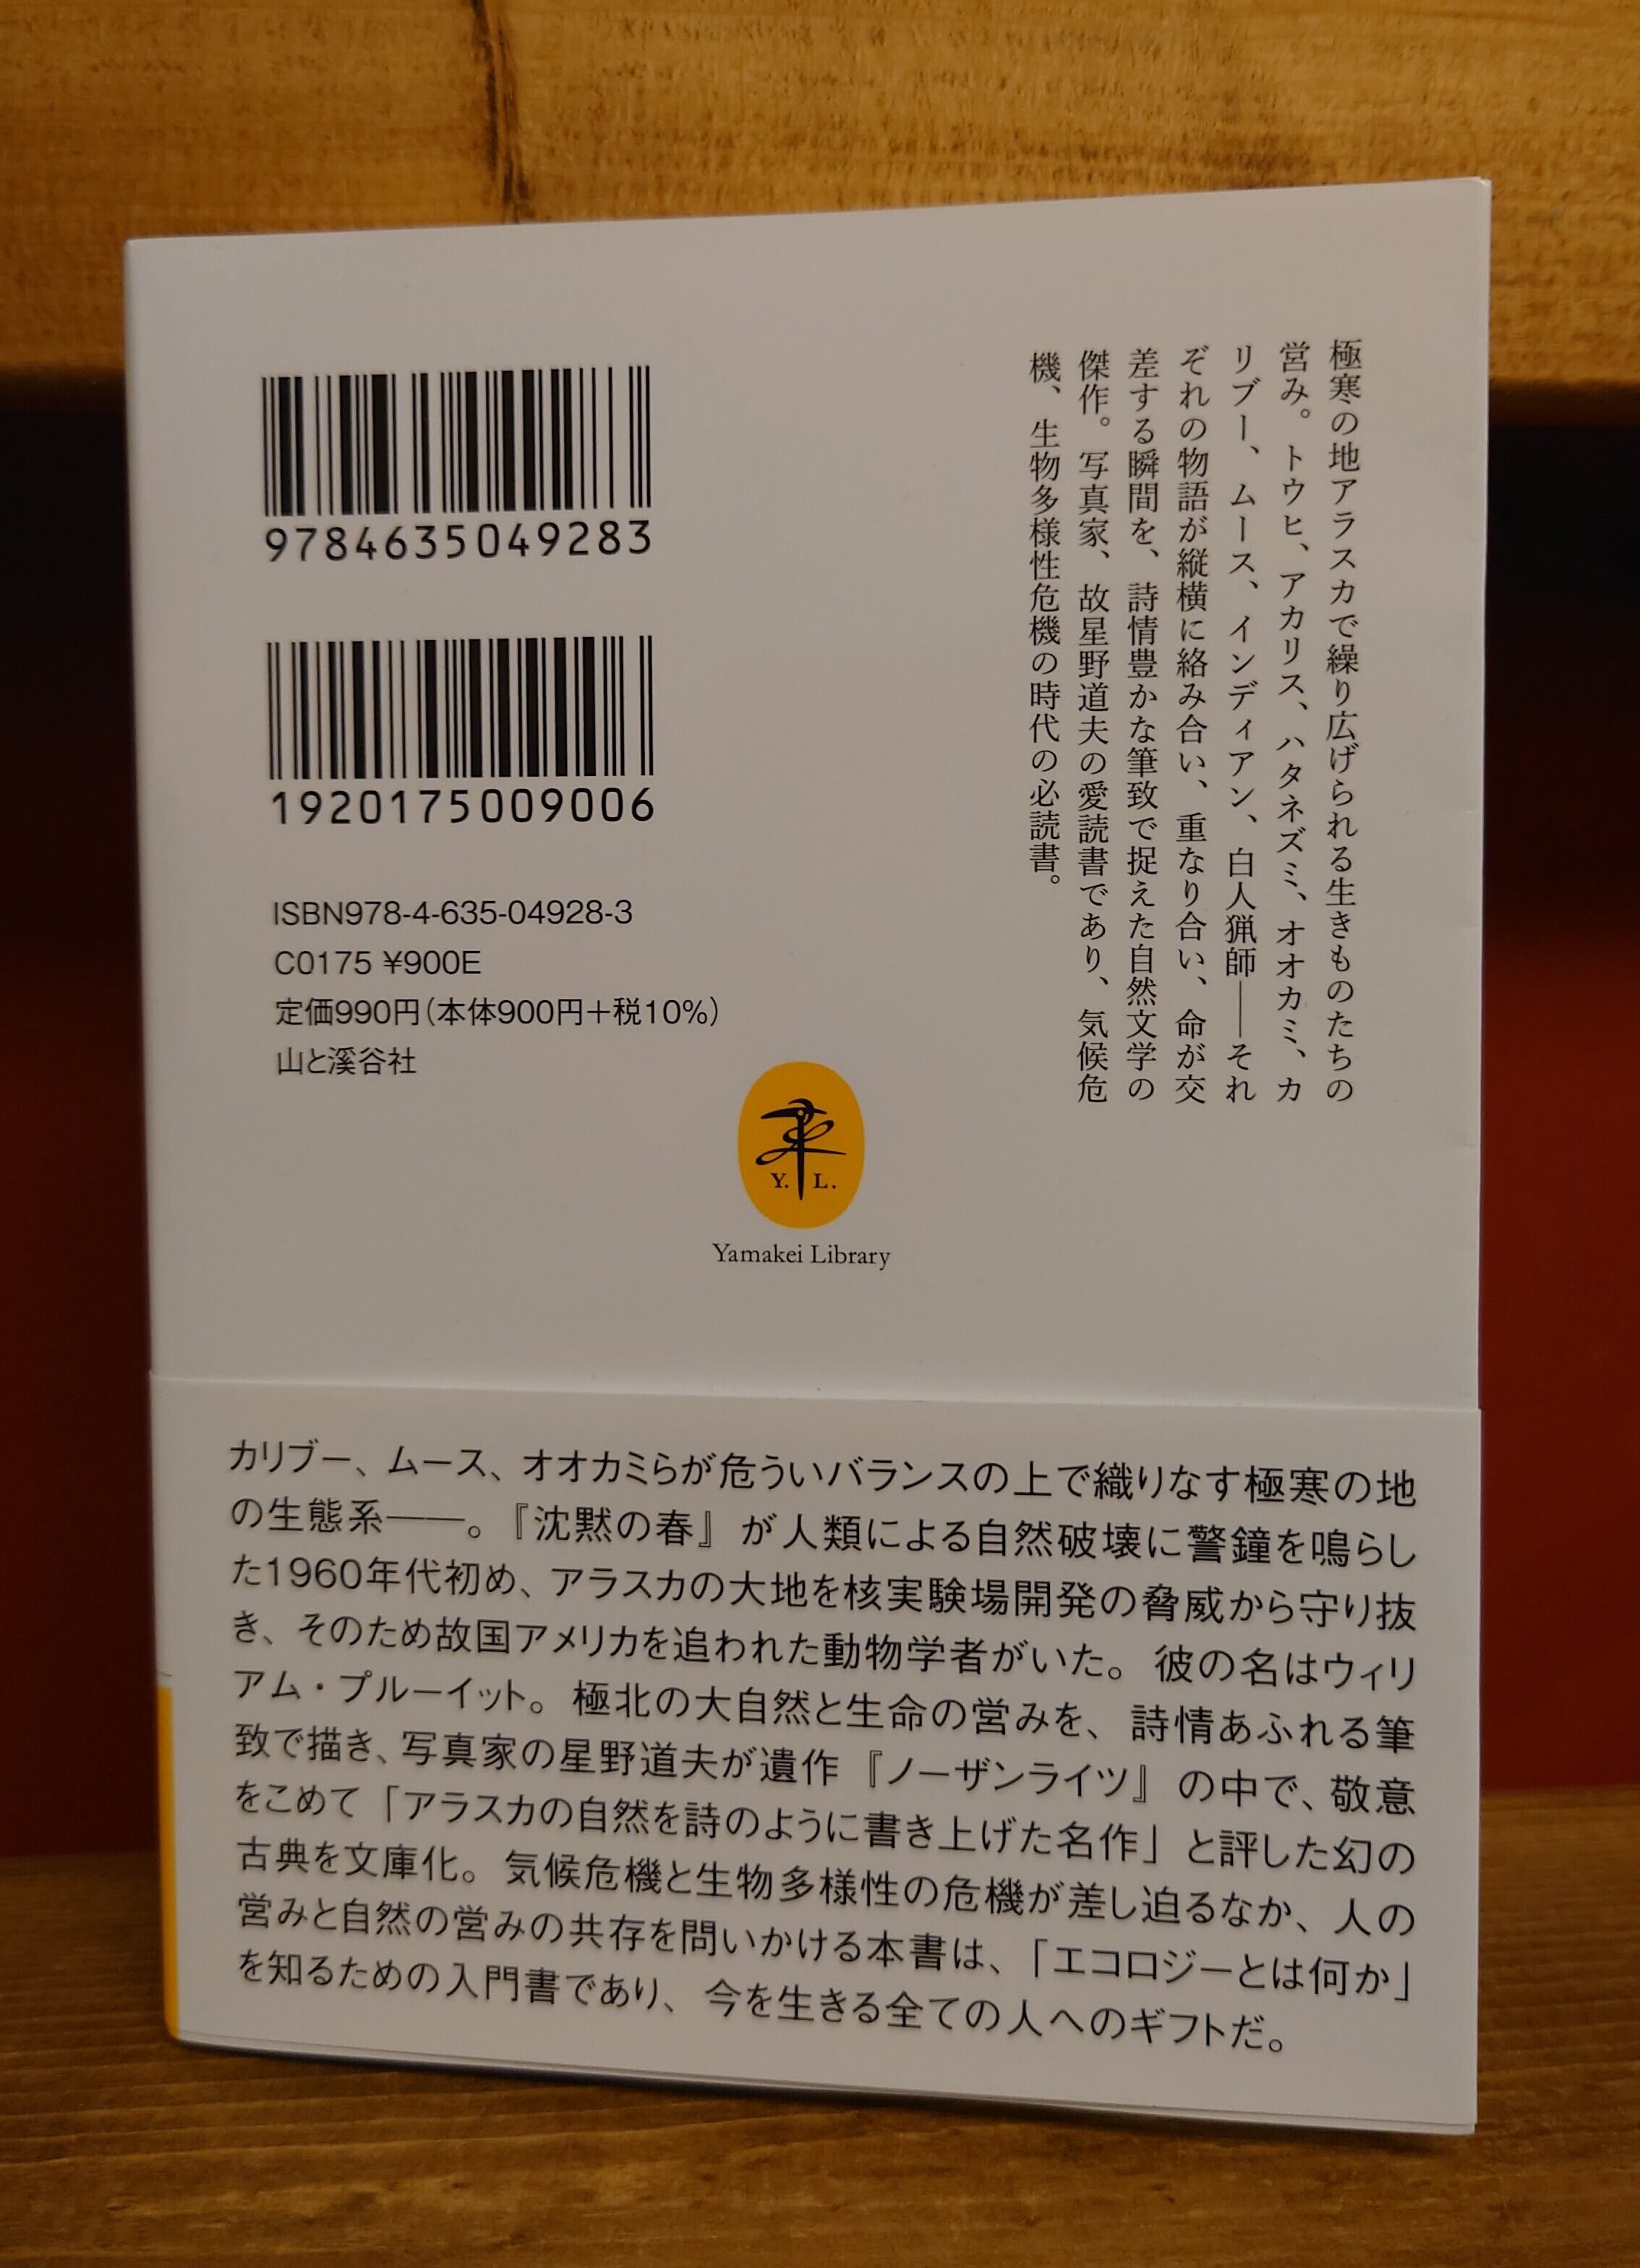 極寒の地アラスカで繰り広げられる生きものたちの
営み。トウヒ、アカリス、ハタネズミ、オオカミ、カ
リブー、ムース、インディアン、白人猟師――それ
ぞれの物語が縦横に絡み合い、重なり合い、命が交
差する瞬間を、詩情豊かな筆致で捉えた自然文学の
傑作。写真家、故星野道夫の愛読書であり、気候危
機、生物多様性危機の時代の必読書。
9784635049283
1920175009006
ISBN978-4-635-04928-3
C0175 ¥900E
定価990円(本体900円+税10%)
山と溪谷社
Y. L.
Yamakei Library
カリブー、ムース、オオカミらが危ういバランスの上で織りなす極寒の地
の生態系――。『沈黙の春』が人類による自然破壊に警鐘を鳴らし
た1960年代初め、アラスカの大地を核実験場開発の脅威から守り抜
き、そのため故国アメリカを追われた動物学者がいた。彼の名はウィリ
アム・プルーイット。極北の大自然と生命の営みを、詩情あふれる筆
致で描き、写真家の星野道夫が遺作『ノーザンライツ』の中で、敬意
をこめて「アラスカの自然を詩のように書き上げた名作」と評した幻の
古典を文庫化。気候危機と生物多様性の危機が差し迫るなか、人の
営みと自然の営みの共存を問いかける本書は、「エコロジーとは何か」
を知るための入門書であり、今を生きる全ての人へのギフトだ。